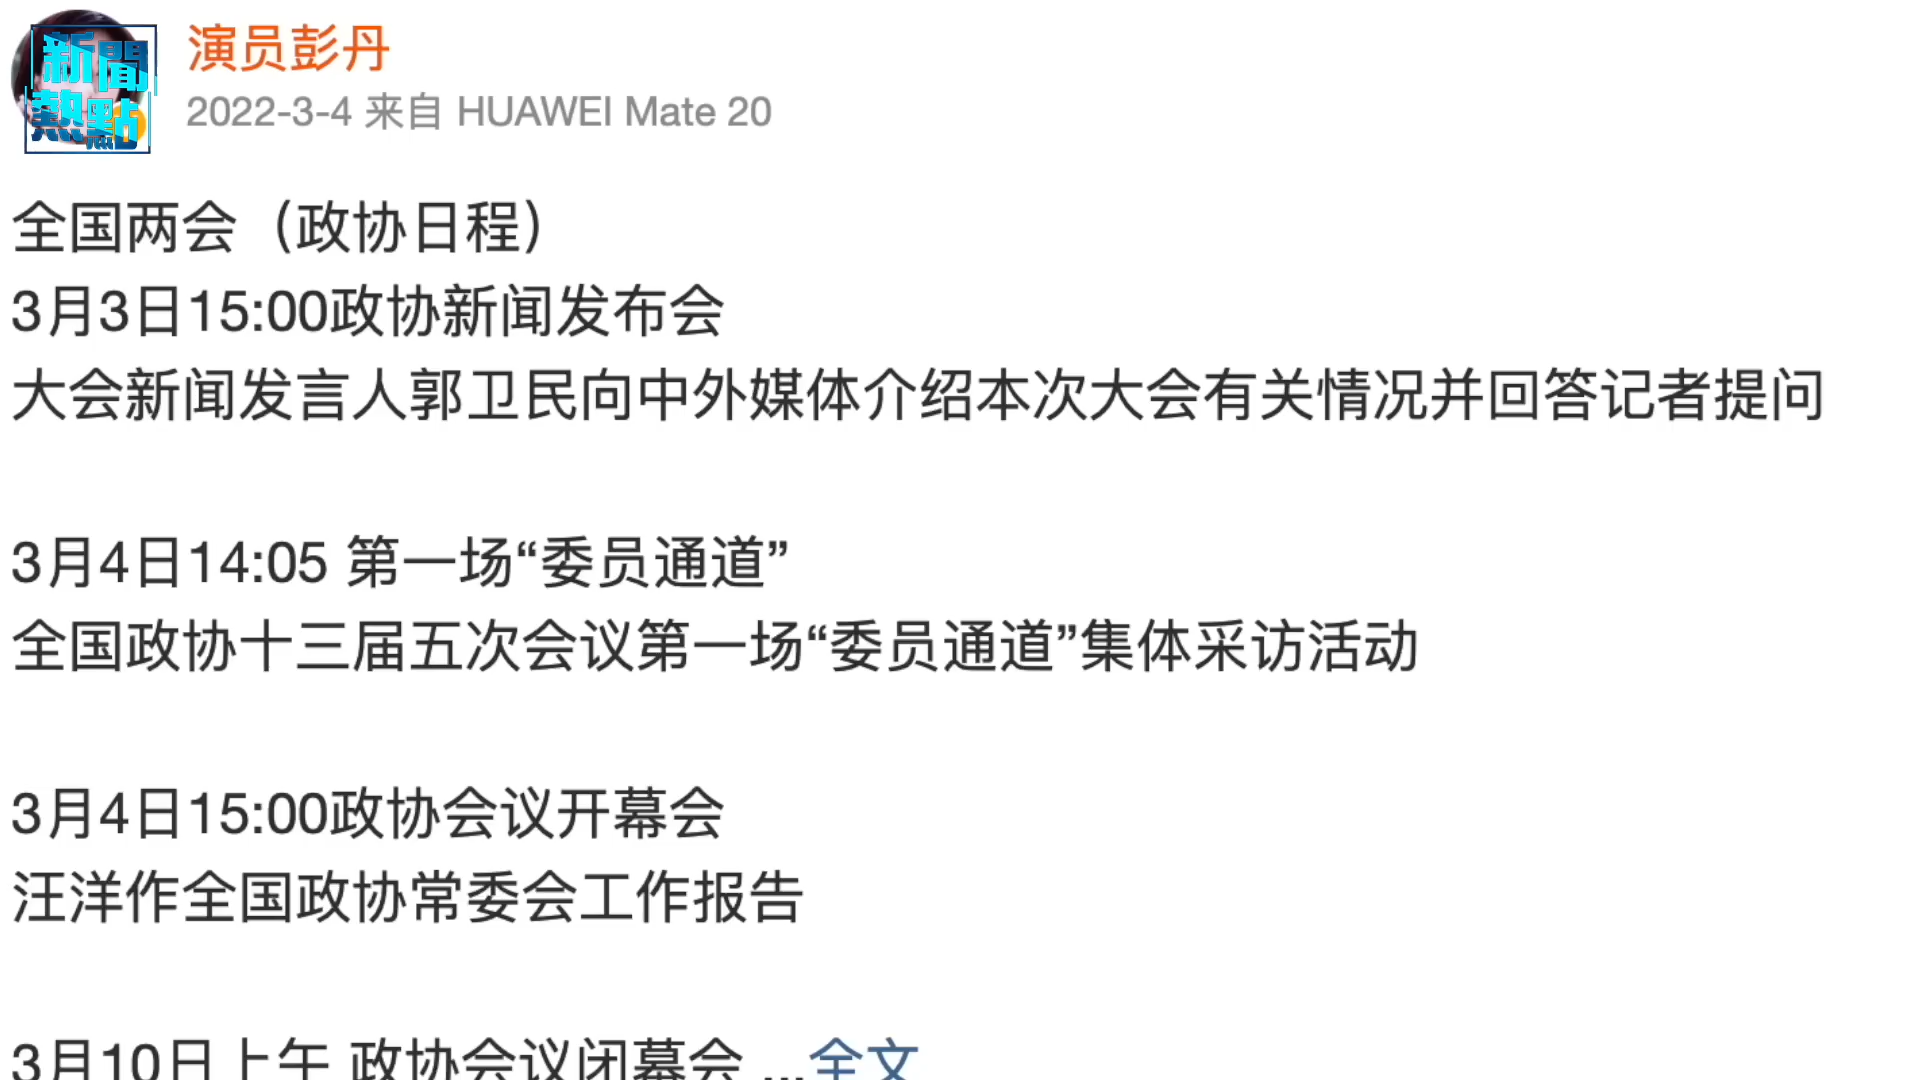 新聞
熱點
演员彭丹
2022-3-4 来自 HUAWEI Mate 20
全国两会（政协日程）
3月3日15:00政协新闻发布会
大会新闻发言人郭卫民向中外媒体介绍本次大会有关情况并回答记者提问
3月4日14:05 第一场“委员通道”
全国政协十三届五次会议第一场“委员通道”集体采访活动
3月4日15:00政协会议开幕会
汪洋作全国政协常委会工作报告
3月10日上午 政协会议闭幕会 ...全文